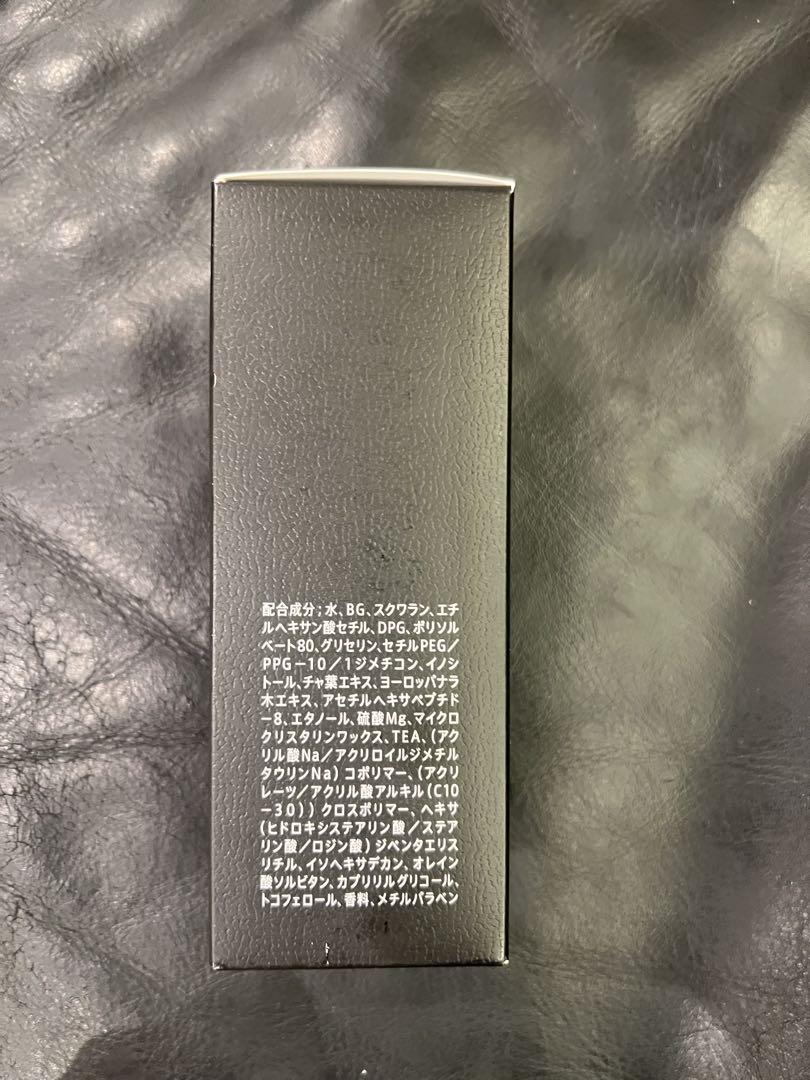 配合成分;水、BG、スクワラン、エチ
ルヘキサン酸セチル、DPG、ポリソル
ベート80、グリセリン、セチルPEG/
PPG-10/1ジメチコン、イノシ
トール、チャ葉エキス、ヨーロッパナラ
木エキス、アセチルヘキサペプチド
-8、エタノール、硫酸Mg、マイクロ
クリスタリンワックス、TEA、(アク
リル酸Na/アクリロイルジメチル
タウリンNa)コポリマー、(アクリ
レーツ/アクリル酸アルキル(C10
-30))クロスポリマー、ヘキサ
(ヒドロキシステアリン酸/ステア
リン酸/ロジン酸)ジペンタエリス
リチル、イソヘキサデカン、オレイン
酸ソルビタン、カプリリルグリコール、
トコフェロール、香料、メチルパラベン